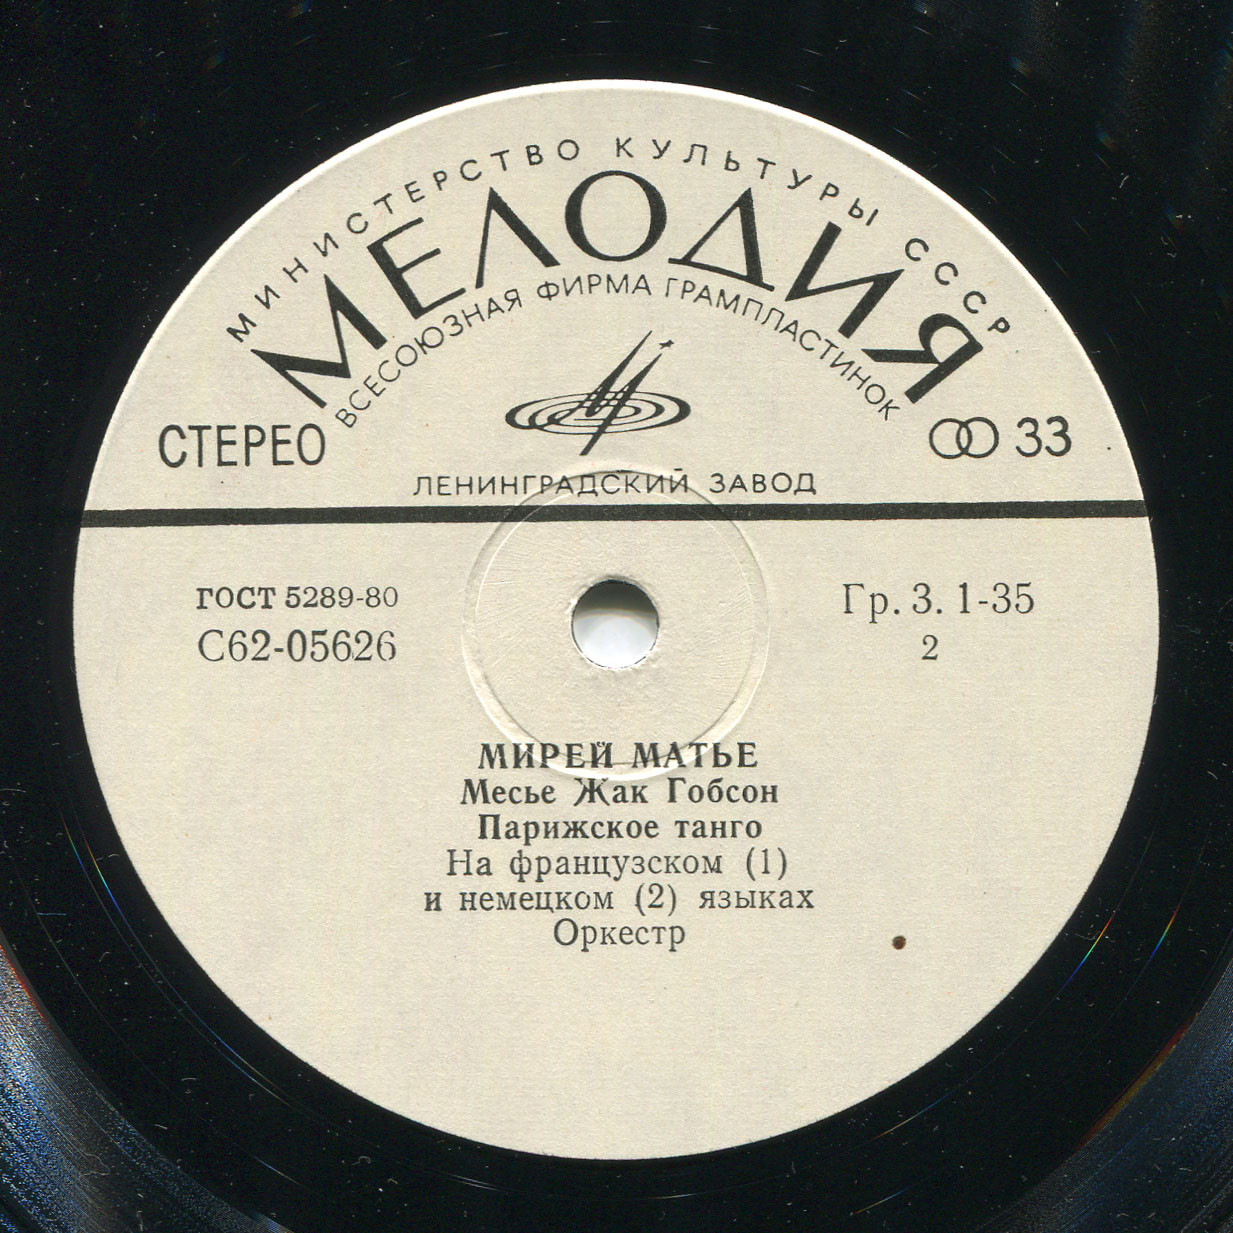 МИНИСТЕРСТВО КУЛЬТУРЫ СССР
МЕЛОДИЯ
ВСЕСОЮЗНАЯ ФИРМА ГРАМПЛАСТИНОК
СТЕРЕО
33
ЛЕНИНГРАДСКИЙ ЗАВОД
ГОСТ 5289-80
Гр. 3. 1-35
С62-05626
2
МИРЕЙ МАТЬЕ
Месье Жак Гобсон
Парижское танго
На французском (1)
и немецком (2) языках
Оркестр